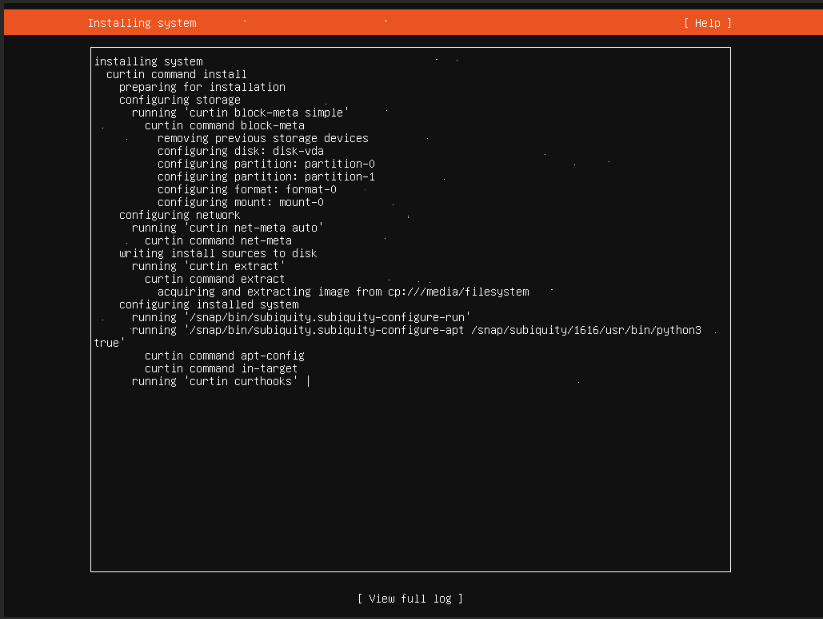 Installing system
[ Help ]
installing system
curtin command install
preparing for installation
configuring storage
running 'curtin block-meta simple'
curtin command block-meta
removing previous storage devices
configuring disk: disk-vda
configuring partition: partition-0
configuring partition: partition-1
configuring format: format-0
configuring mount: mount-0
configuring network
running 'curtin net-meta auto'
curtin command net-meta
writing install sources to disk
running 'curtin extract'
curtin command extract
acquiring and extracting image from cp:///media/filesystem
configuring installed system
running '/snap/bin/subiquity.subiquity-configure-run'
running '/snap/bin/subiquity.subiquity-configure-apt /snap/subiquity/1616/usr/bin/python3
true'
curtin command apt-config
curtin command in-target
running 'curtin curthooks' |
[ View full log ]